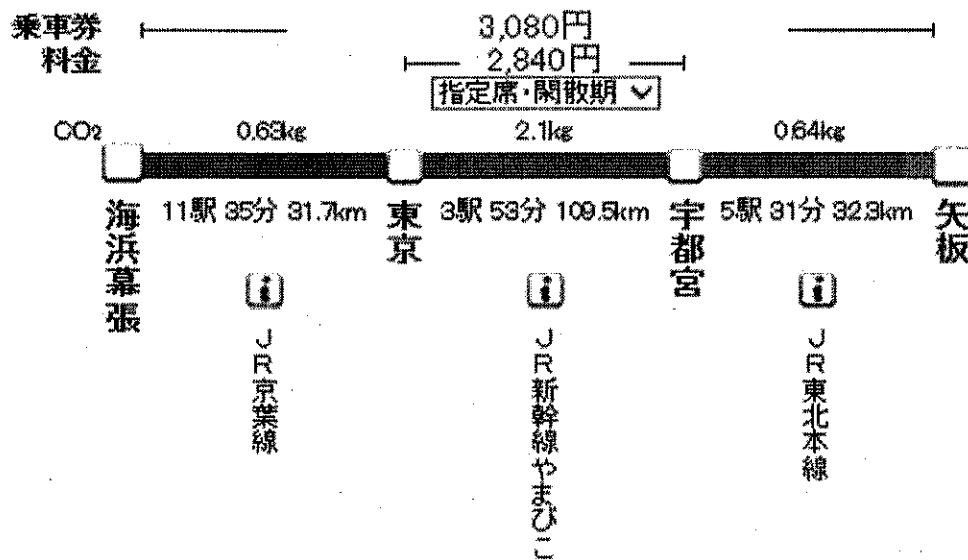 乗車券 3,080円
料金 2,840円
指定席・閑散期
CO2 0.63kg 2.1kg 0.64kg
11駅 35分 31.7km 3駅 53分 109.5km 5駅 31分 32.3km
海浜幕張 東京 宇都宮 矢板
i i i
JR京葉線 JR新幹線やまびこ JR東北本線